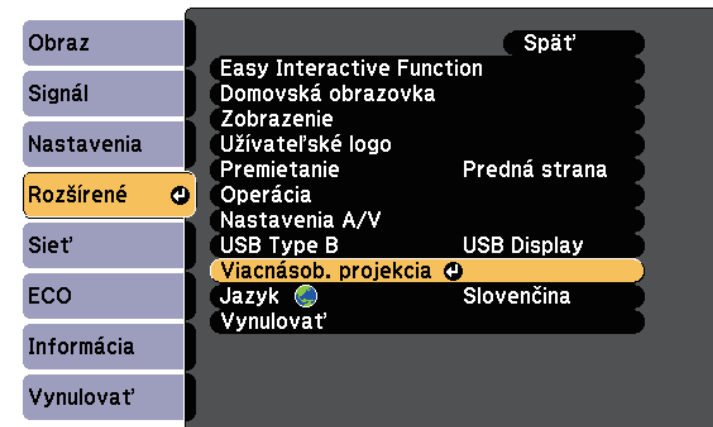 Obraz
Signál
Nastavenia
Rozšírené
Sieť
ECO
Informácia
Vynulovať
Späť
Easy Interactive Function
Domovská obrazovka
Zobrazenie
Užívateľské logo
Premietanie Predná strana
Operácia
Nastavenia A/V
USB Type B USB Display
Viacnásob. projekcia
Jazyk Slovenčina
Vynulovať